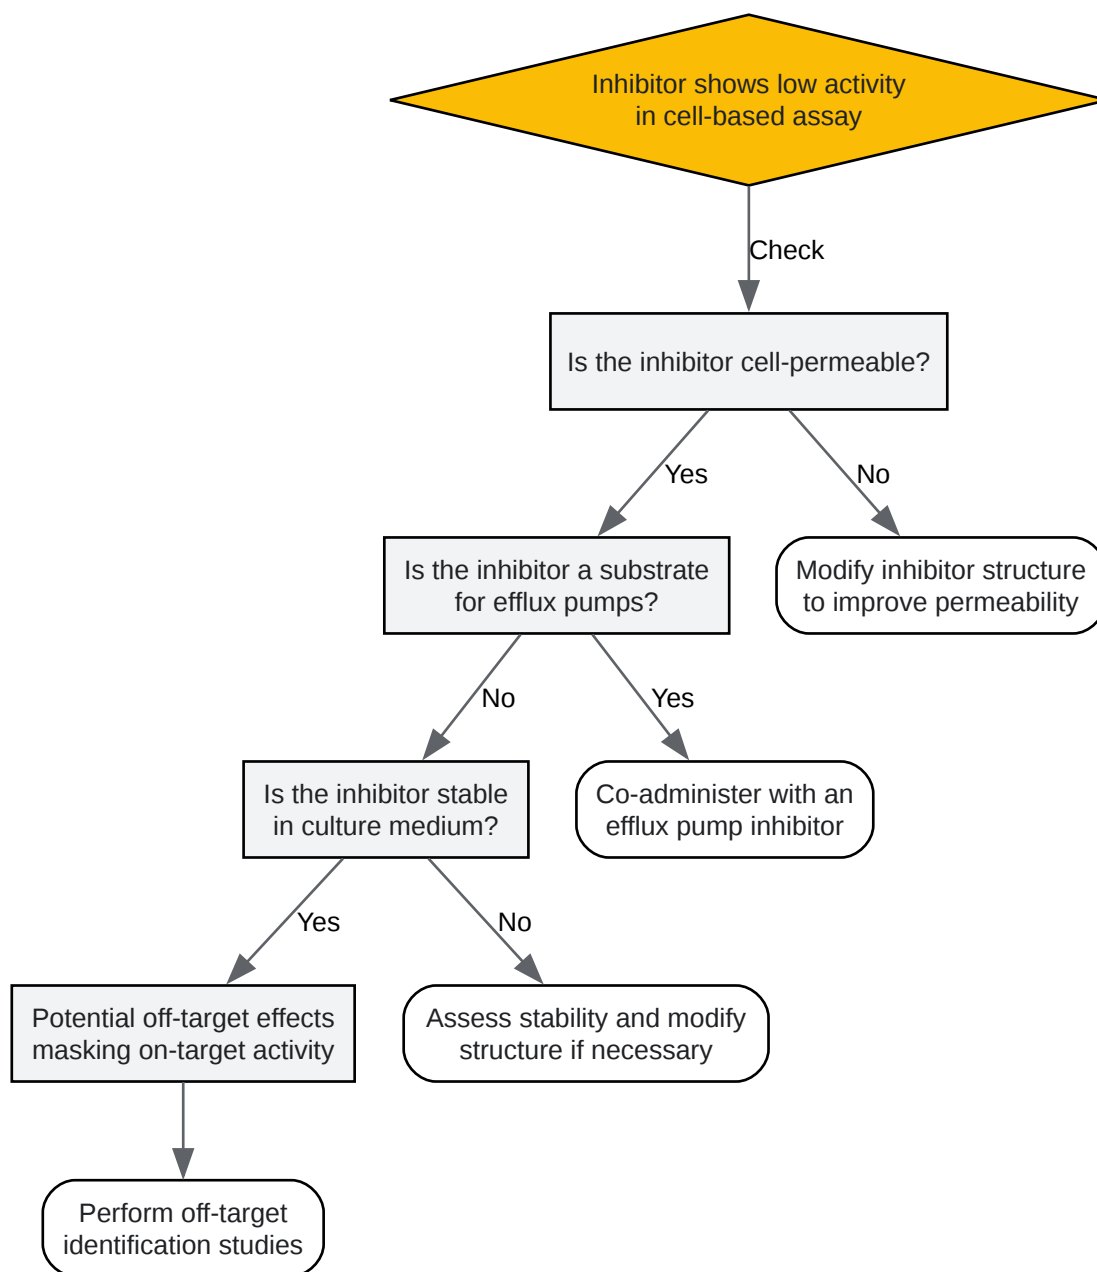 Inhibitor shows low activity
in cell-based assay
Check
Is the inhibitor cell-permeable?
Yes
No
Is the inhibitor a substrate
for efflux pumps?
Modify inhibitor structure
to improve permeability
No
Yes
Is the inhibitor stable
in culture medium?
Co-administer with an
efflux pump inhibitor
Yes
No
Potential off-target effects
masking on-target activity
Assess stability and modify
structure if necessary
Perform off-target
identification studies